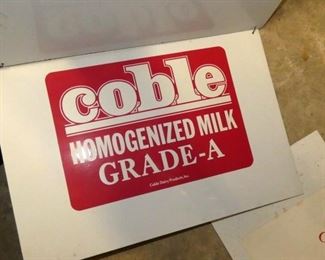 coble
HOMOGENIZED MILK
GRADE-A
Coble Dairy Products, Inc.